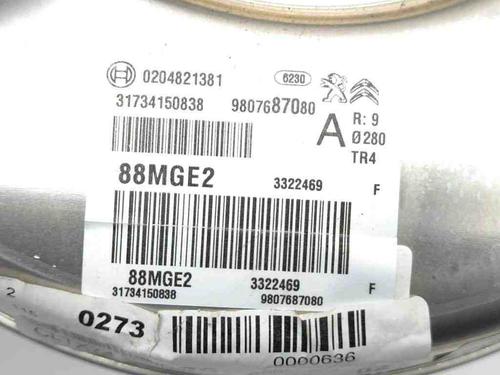 0204821381 6230
31734150838 9807687080 A R: 9
Ø280
TR4
88MGE2 3322469 F
88MGE2 3322469 F
31734150838 9807687080
2
0273
0000636